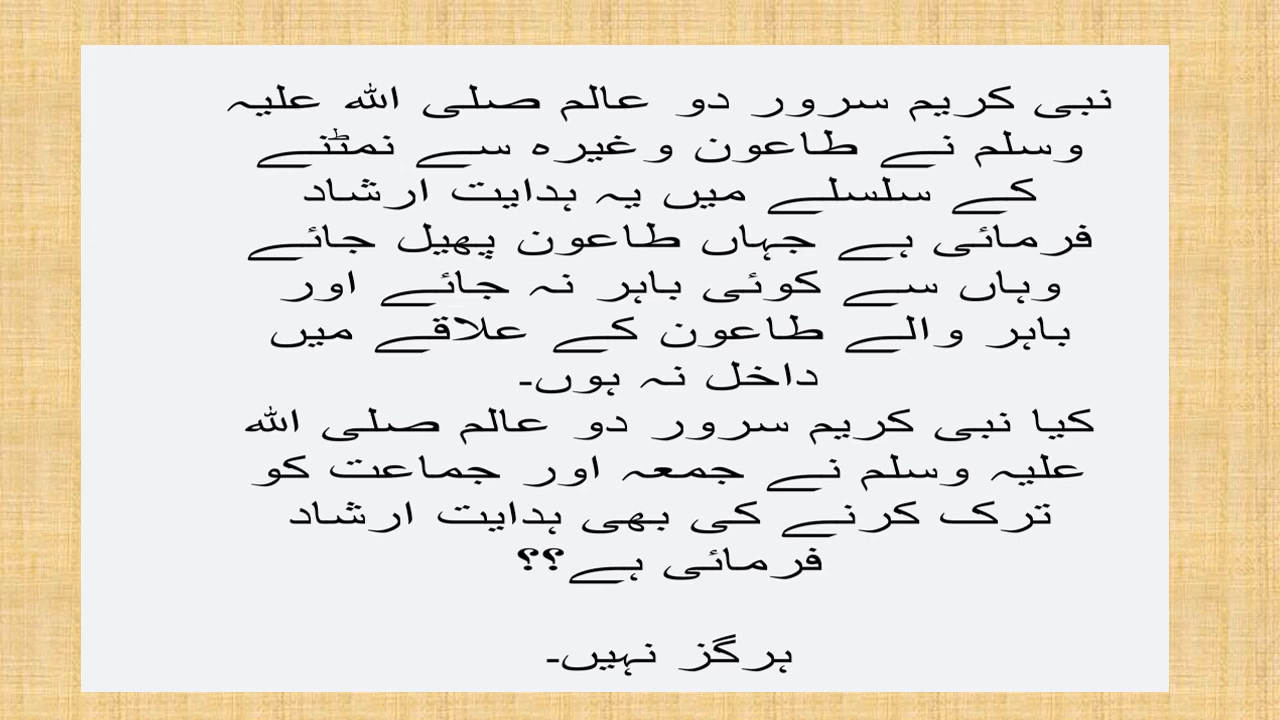 نبی کریم سرور دو عالم صلی اللہ علیہ
وسلم نے طاعون وغیرہ سے نمٹنے
کے سلسلے میں یہ ہدایت ارشاد
فرمائی ہے جہاں طاعون پھیل جائے
وہاں سے کوئی باہر نہ جائے اور
باہر والے طاعون کے علاقے میں
داخل نہ ہوں۔
کیا نبی کریم سرور دو عالم صلی اللہ
علیہ وسلم نے جمعہ اور جماعت کو
ترک کرنے کی بھی ہدایت ارشاد
فرمائی ہے؟؟
ہرگز نہیں۔